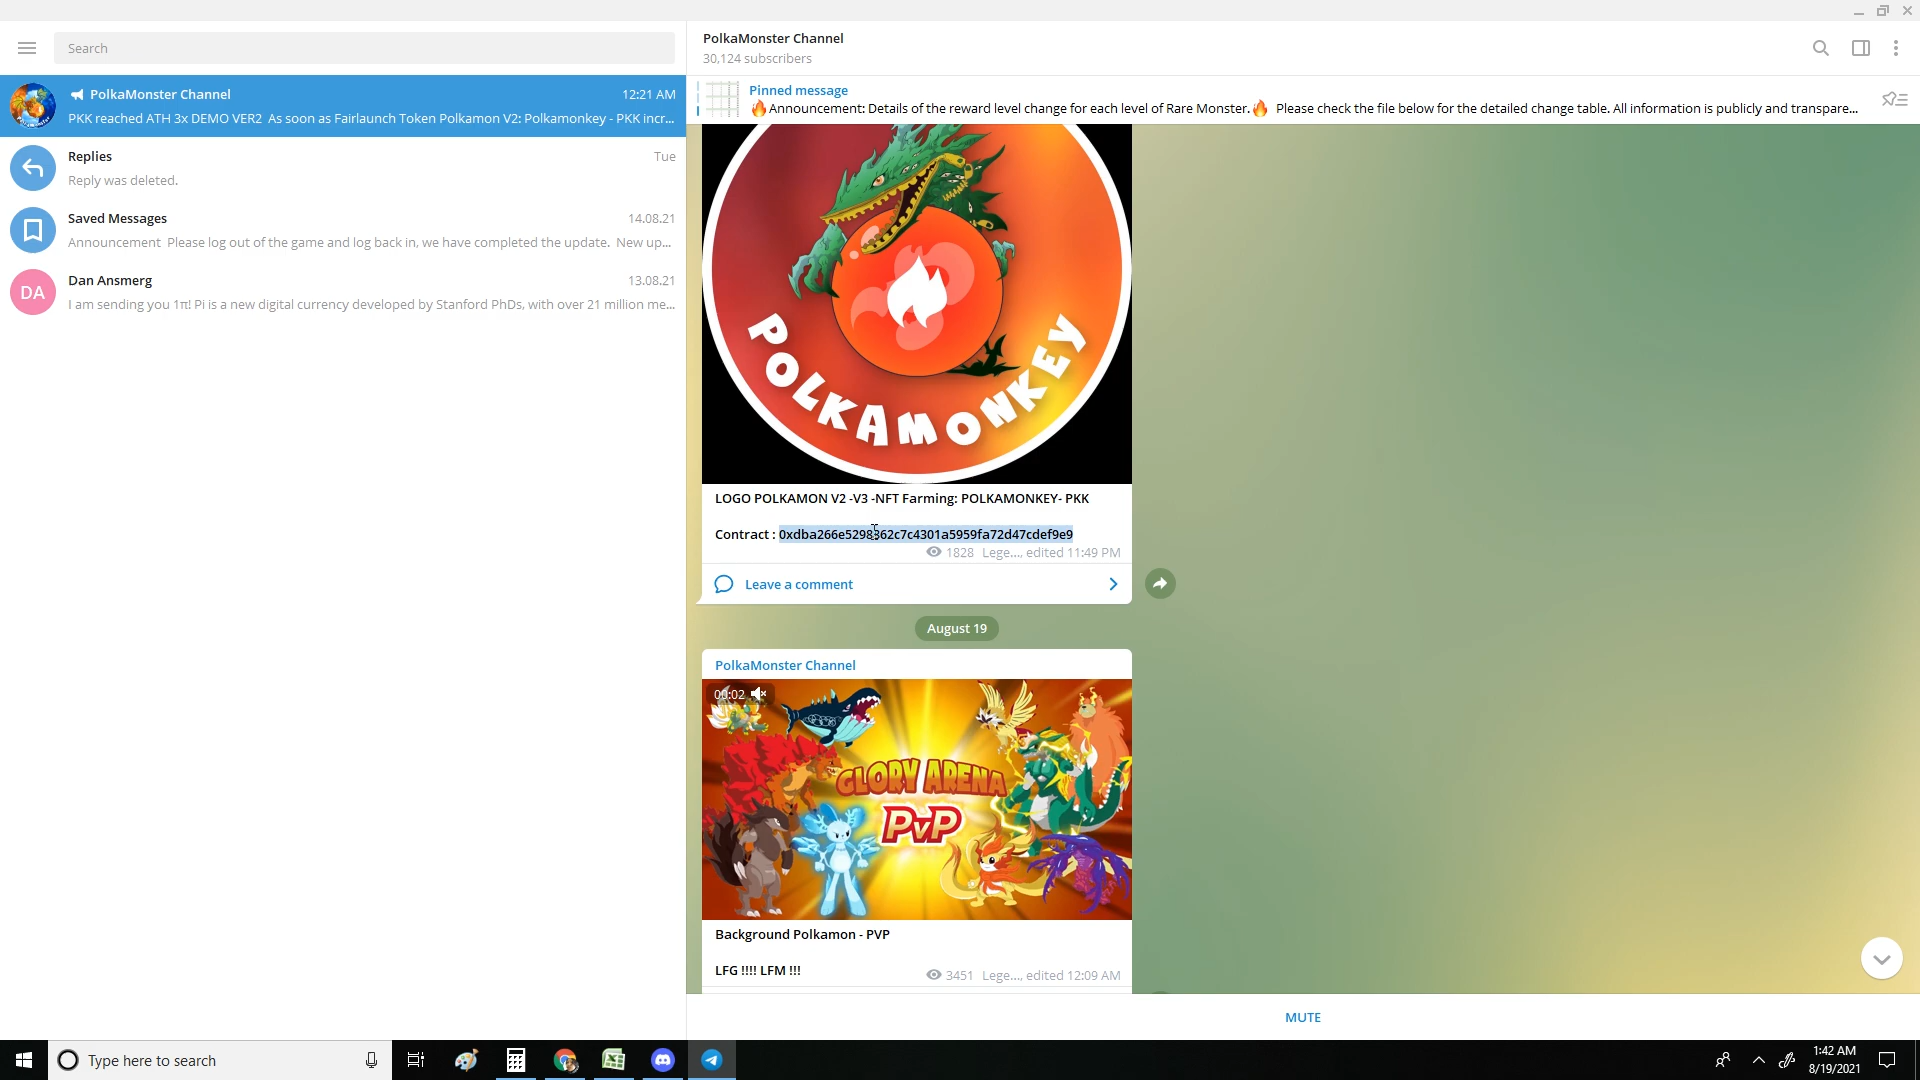 Search
PolkaMonster Channel
30,124 subscribers
PolkaMonster Channel 12:21 AM
PKK reached ATH 3x DEMO VER2 As soon as Fairlaunch Token Polkamon V2: Polkamonkey - PKK incr...
Pinned message
🔥Announcement: Details of the reward level change for each level of Rare Monster.🔥 Please check the file below for the detailed change table. All information is publicly and transpare...
Replies Tue
Reply was deleted.
Saved Messages 14.08.21
Announcement Please log out of the game and log back in, we have completed the update. New up...
DA
Dan Ansmerg 13.08.21
I am sending you 1π! Pi is a new digital currency developed by Stanford PhDs, with over 21 million me...
POLKAMONKEY
LOGO POLKAMON V2 -V3 -NFT Farming: POLKAMONKEY- PKK
Contract : 0xdba266e5298362c7c4301a5959fa72d47cdef9e9
1828 Lege..., edited 11:49 PM
Leave a comment
August 19
PolkaMonster Channel
00:02
GLORY ARENA
PvP
Background Polkamon - PVP
LFG !!!! LFM !!!
3451 Lege..., edited 12:09 AM
MUTE
Type here to search
1:42 AM
8/19/2021